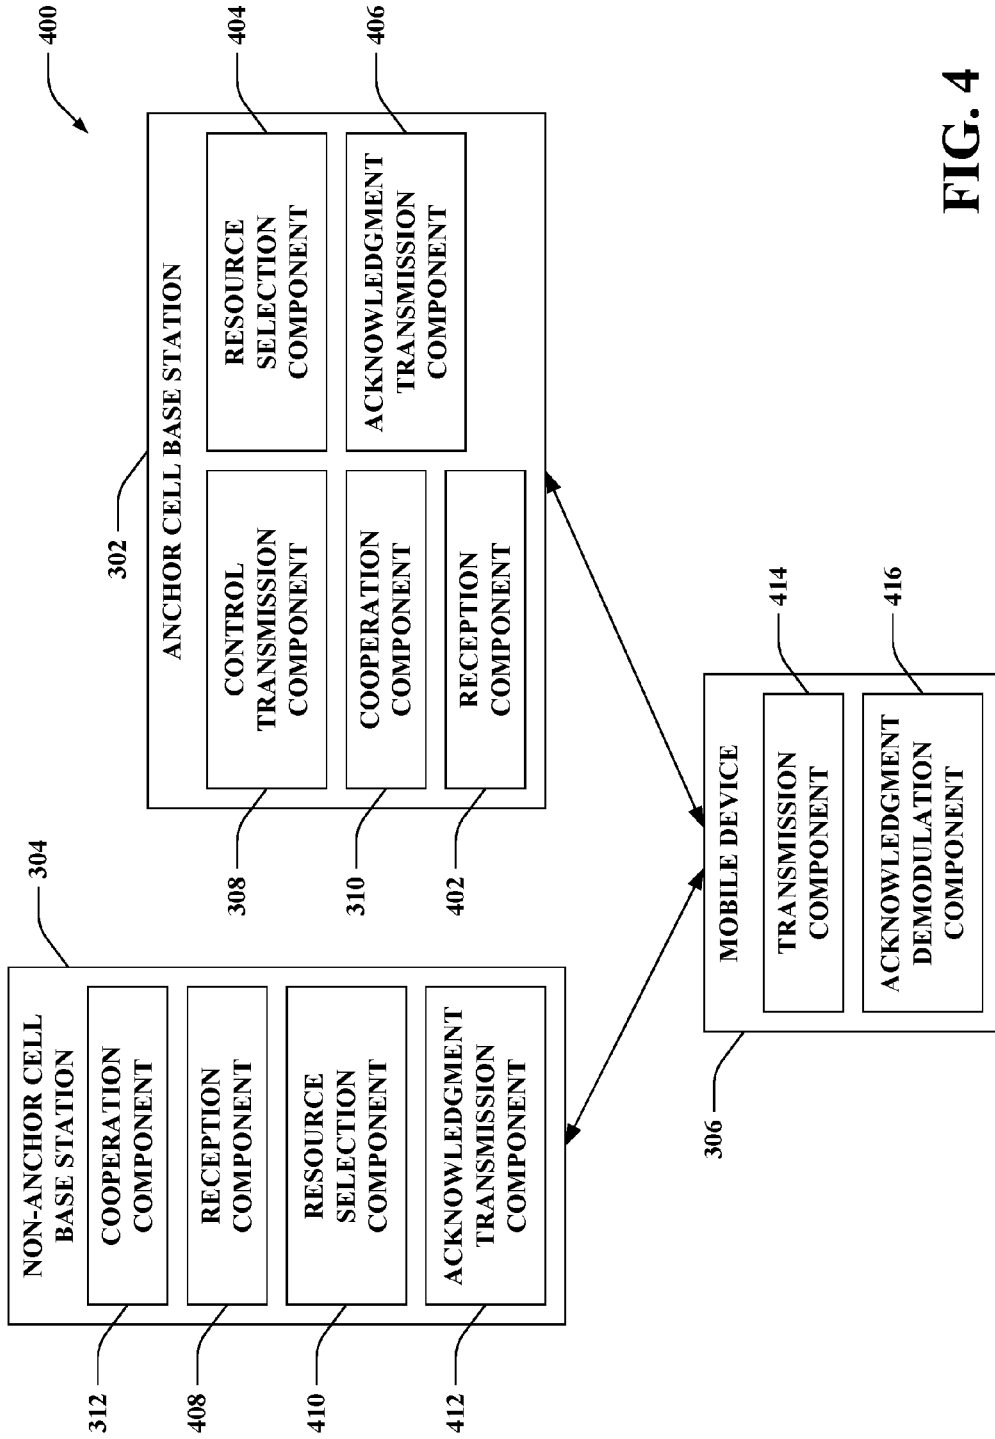 400
304
NON-ANCHOR CELL
BASE STATION
COOPERATION
COMPONENT
312
RECEPTION
COMPONENT
408
RESOURCE
SELECTION
COMPONENT
410
ACKNOWLEDGMENT
TRANSMISSION
COMPONENT
412
302
ANCHOR CELL BASE STATION
CONTROL
TRANSMISSION
COMPONENT
308
RESOURCE
SELECTION
COMPONENT
404
COOPERATION
COMPONENT
310
ACKNOWLEDGMENT
TRANSMISSION
COMPONENT
406
RECEPTION
COMPONENT
402
306
MOBILE DEVICE
TRANSMISSION
COMPONENT
414
ACKNOWLEDGMENT
DEMODULATION
COMPONENT
416
FIG. 4